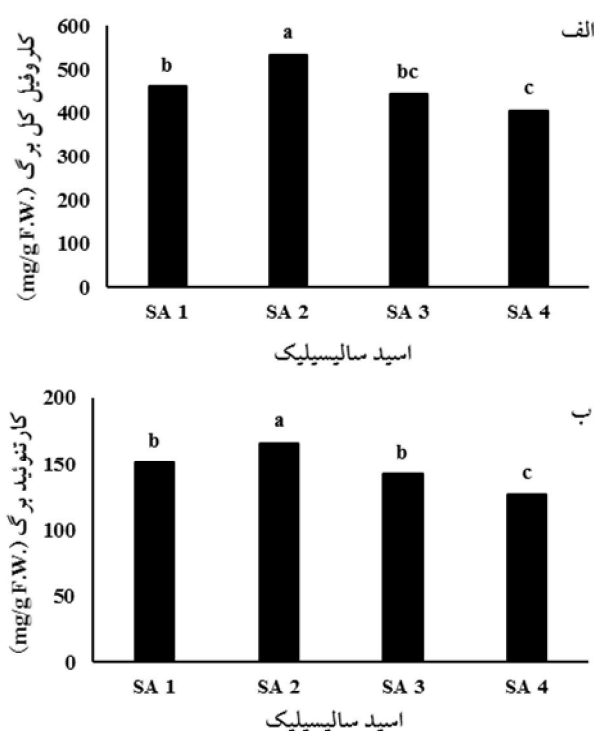 الف
کلروفیل کل برگ (mg/g F.W.)
600
500
400
300
200
100
0
b
a
bc
c
SA 1 SA 2 SA 3 SA 4
اسید سالیسیلیک
ب
کارتنوئید برگ (mg/g F.W.)
200
150
100
50
0
b
a
b
c
SA 1 SA 2 SA 3 SA 4
اسید سالیسیلیک